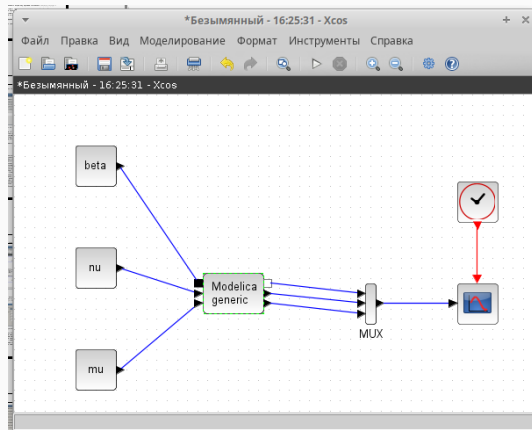 *Безымянный - 16:25:31 - Xcos
Файл Правка Вид Моделирование Формат Инструменты Справка
*Безымянный - 16:25:31 - Xcos
beta
nu
Modelica
generic
MUX
mu